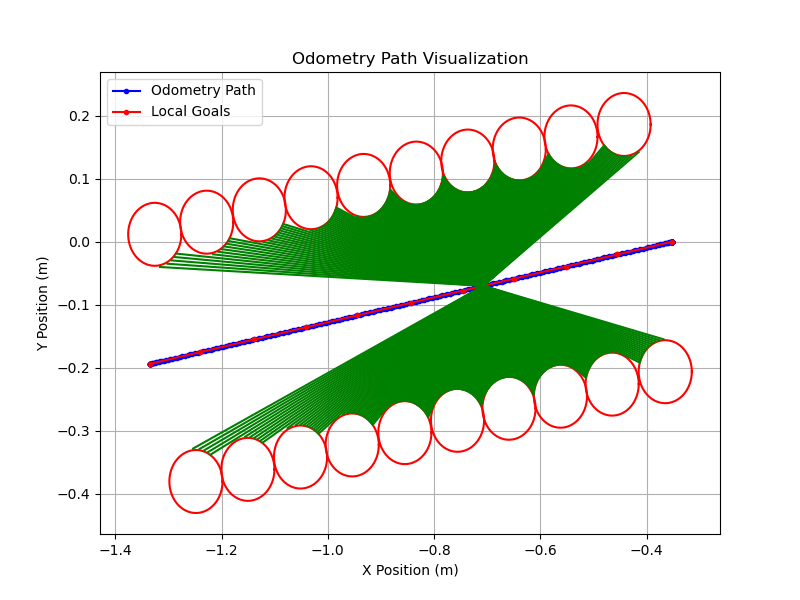 Odometry Path Visualization
Odometry Path
Local Goals
Y Position (m)
0.2
0.1
0.0
−0.1
−0.2
−0.3
−0.4
−1.4 −1.2 −1.0 −0.8 −0.6 −0.4
X Position (m)